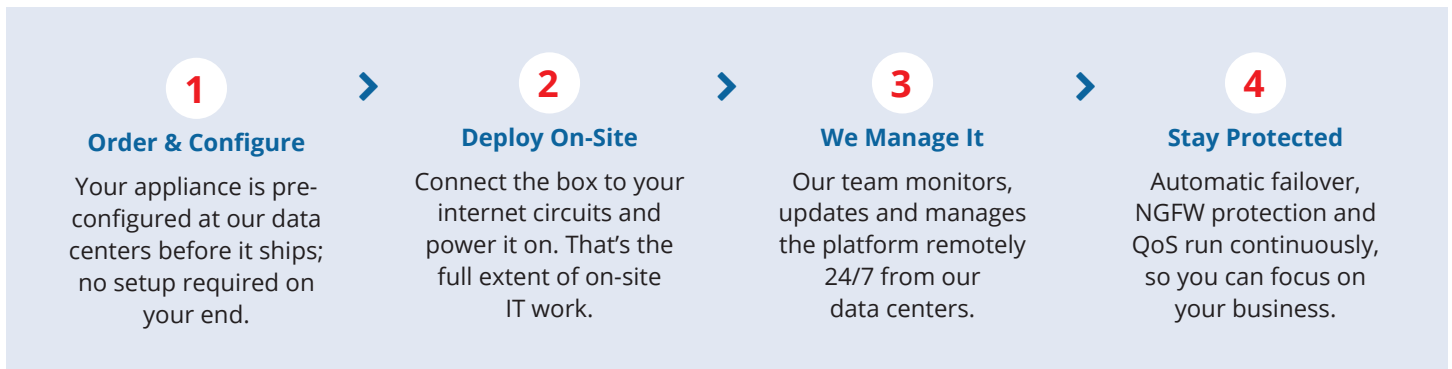 1
Order & Configure
Your appliance is pre-
configured at our data
centers before it ships;
no setup required on
your end.
2
Deploy On-Site
Connect the box to your
internet circuits and
power it on. That’s the
full extent of on-site
IT work.
3
We Manage It
Our team monitors,
updates and manages
the platform remotely
24/7 from our
data centers.
4
Stay Protected
Automatic failover,
NGFW protection and
QoS run continuously,
so you can focus on
your business.